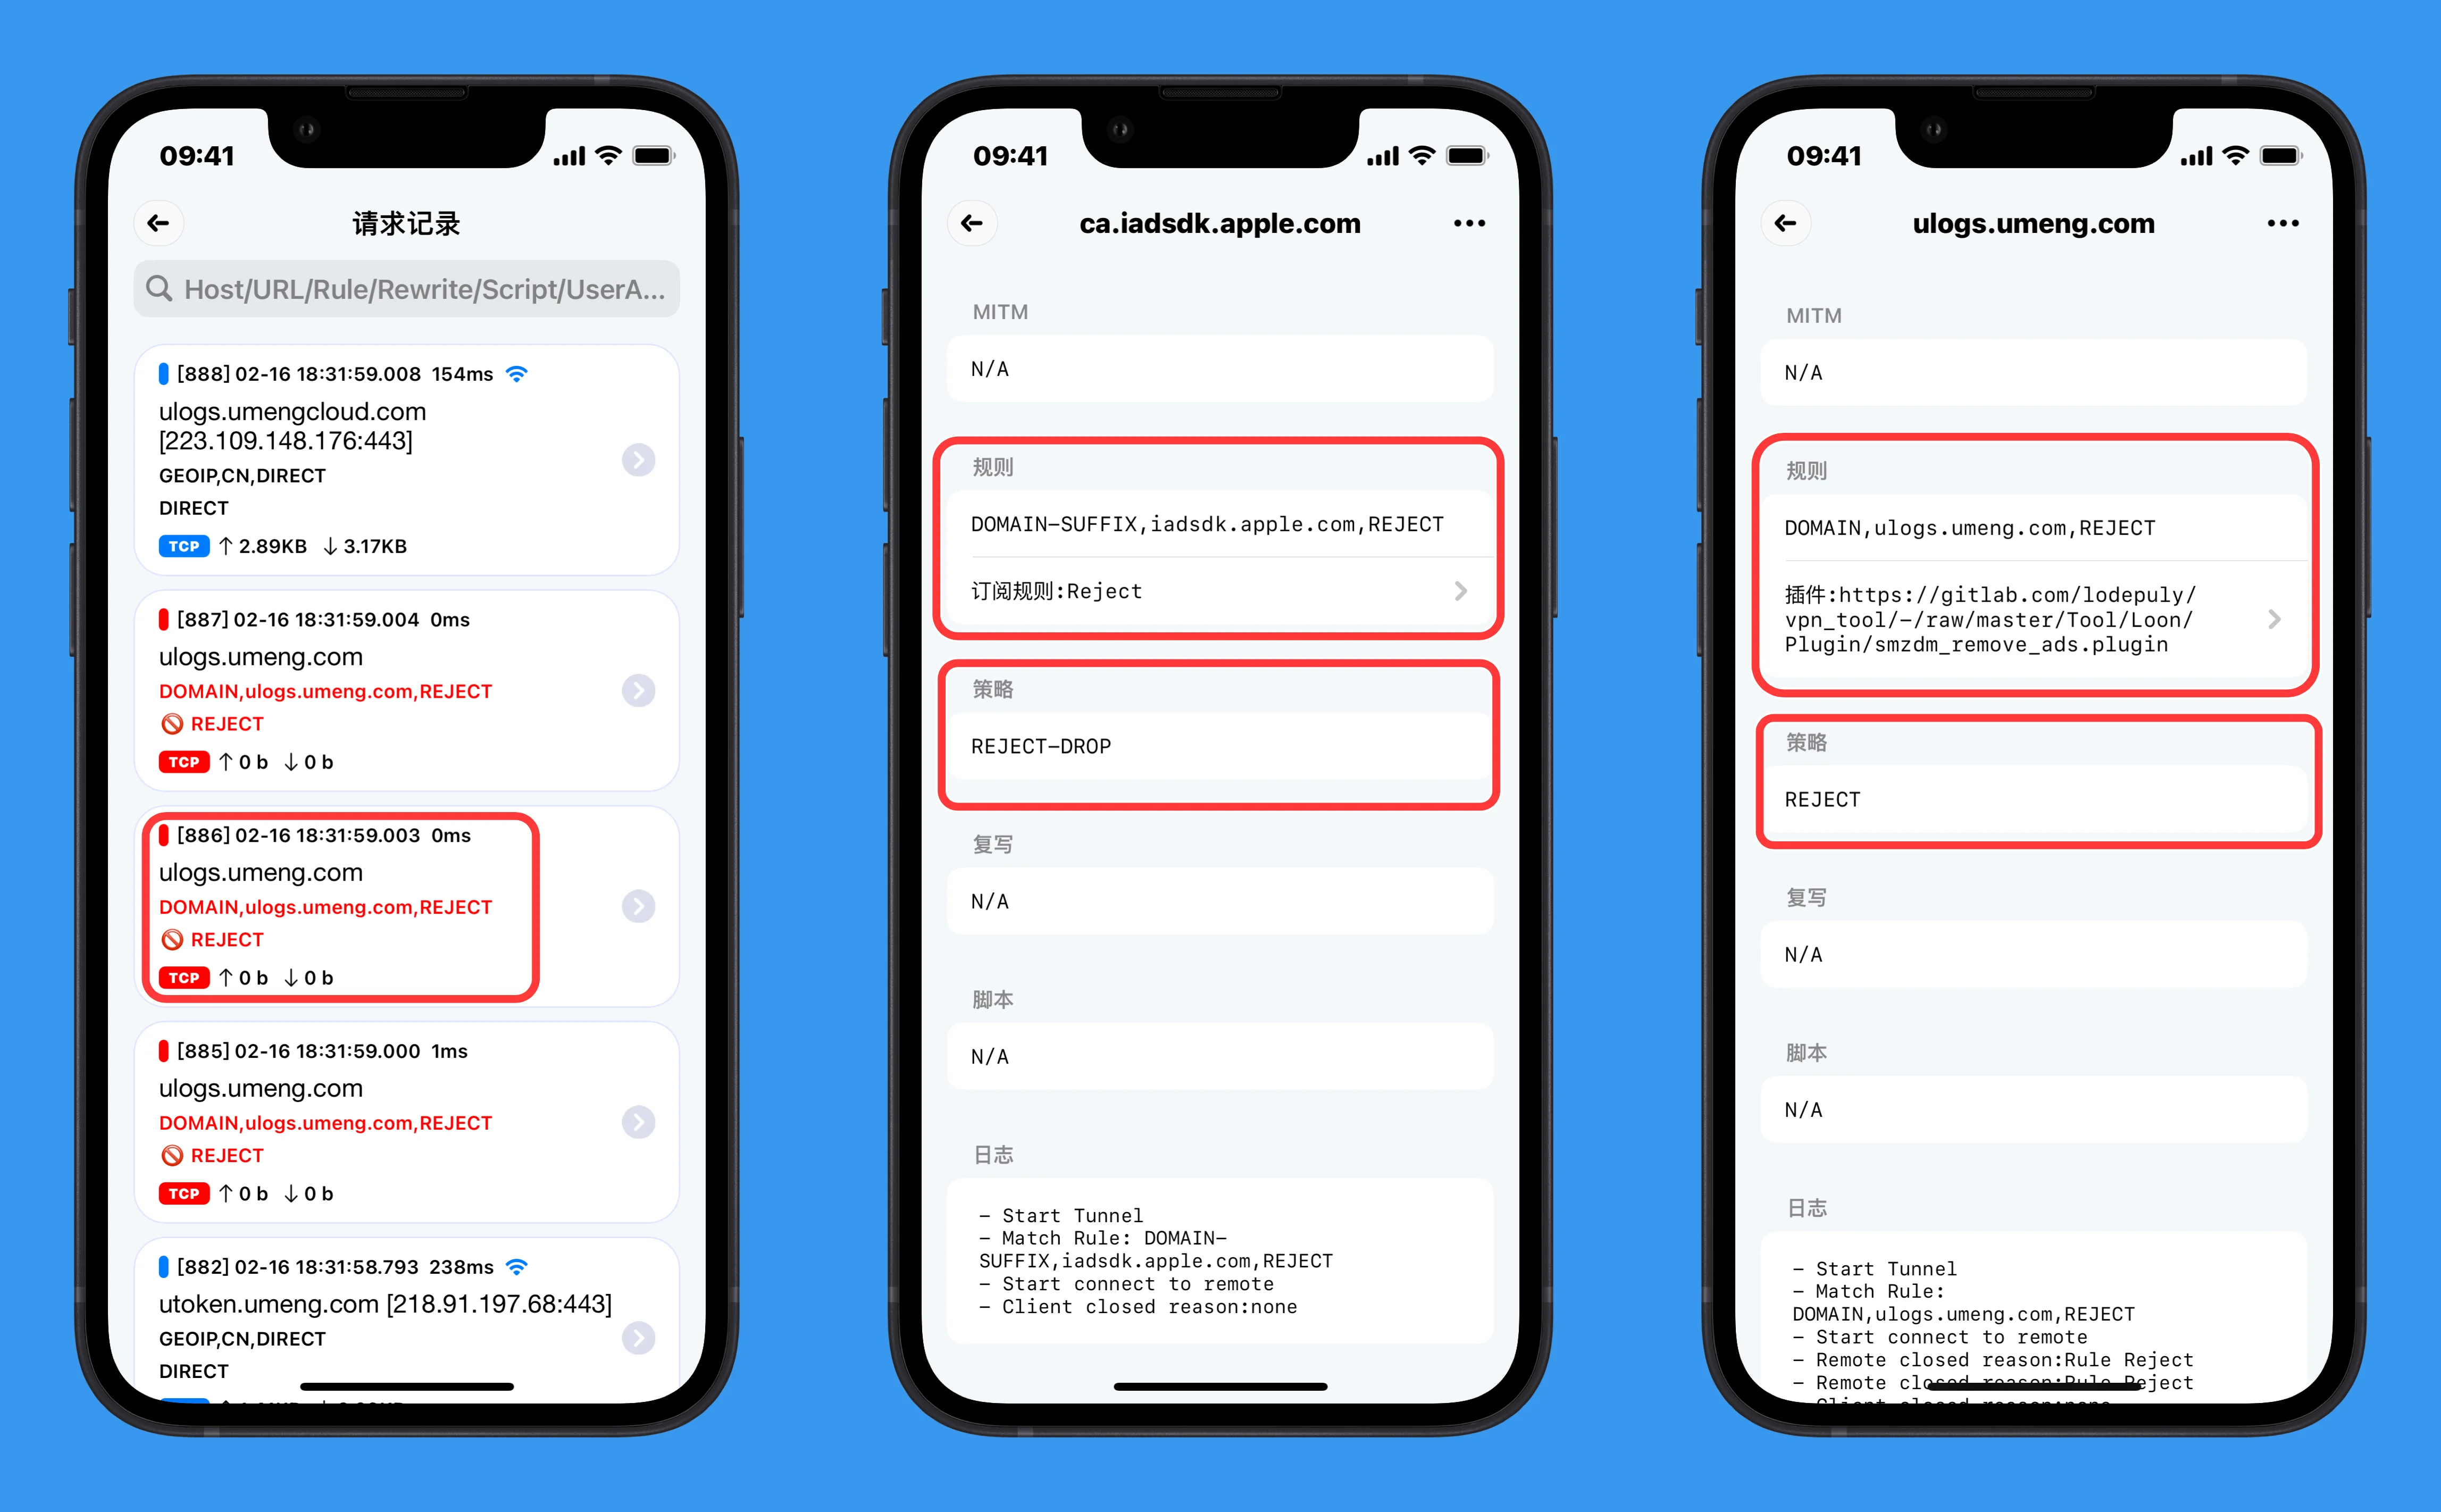 09:41
请求记录
Host/URL/Rule/Rewrite/Script/UserA...
[888] 02-16 18:31:59.008 154ms
ulogs.umengcloud.com
[223.109.148.176:443]
GEOIP,CN,DIRECT
DIRECT
TCP ↑ 2.89KB ↓ 3.17KB
[887] 02-16 18:31:59.004 0ms
ulogs.umeng.com
DOMAIN,ulogs.umeng.com,REJECT
🚫 REJECT
TCP ↑ 0 b ↓ 0 b
[886] 02-16 18:31:59.003 0ms
ulogs.umeng.com
DOMAIN,ulogs.umeng.com,REJECT
🚫 REJECT
TCP ↑ 0 b ↓ 0 b
[885] 02-16 18:31:59.000 1ms
ulogs.umeng.com
DOMAIN,ulogs.umeng.com,REJECT
🚫 REJECT
TCP ↑ 0 b ↓ 0 b
[882] 02-16 18:31:58.793 238ms
utoken.umeng.com [218.91.197.68:443]
GEOIP,CN,DIRECT
DIRECT
09:41
ca.iadsdk.apple.com
MITM
N/A
规则
DOMAIN-SUFFIX,iadsdk.apple.com,REJECT
订阅规则:Reject
策略
REJECT-DROP
复写
N/A
脚本
N/A
日志
- Start Tunnel
- Match Rule: DOMAIN-
SUFFIX,iadsdk.apple.com,REJECT
- Start connect to remote
- Client closed reason:none
09:41
ulogs.umeng.com
MITM
N/A
规则
DOMAIN,ulogs.umeng.com,REJECT
插件:https://gitlab.com/lodepuly/
vpn_tool/-/raw/master/Tool/Loon/
Plugin/smzdm_remove_ads.plugin
策略
REJECT
复写
N/A
脚本
N/A
日志
- Start Tunnel
- Match Rule:
DOMAIN,ulogs.umeng.com,REJECT
- Start connect to remote
- Remote closed reason:Rule Reject
- Remote closed reason:Rule Reject
- Client closed reason:none